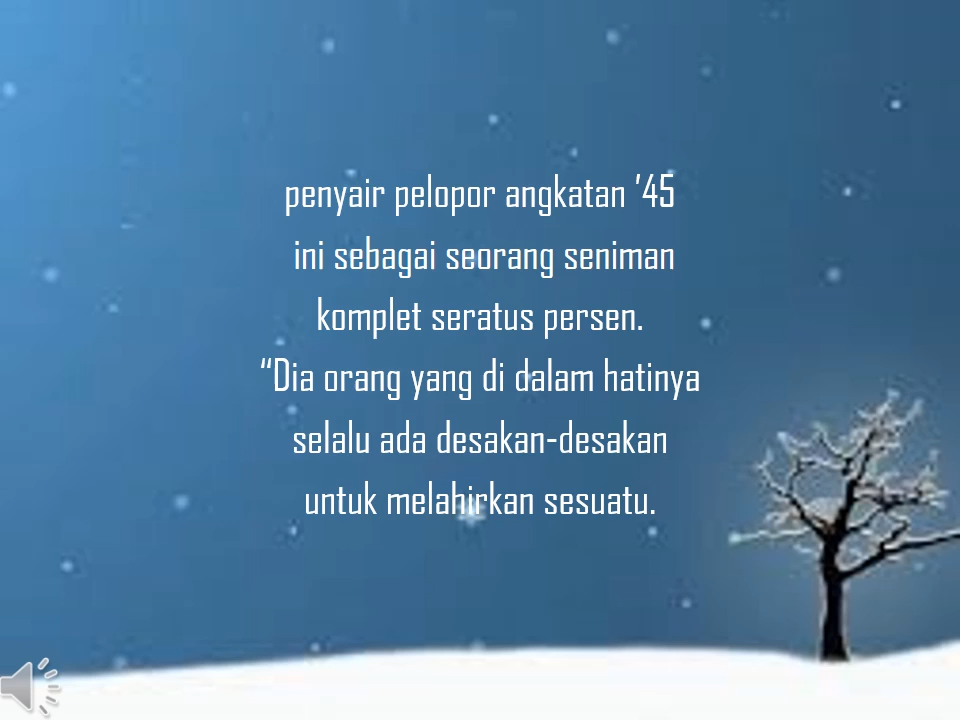 penyair pelopor angkatan '45
ini sebagai seorang seniman
komplet seratus persen.
“Dia orang yang di dalam hatinya
selalu ada desakan-desakan
untuk melahirkan sesuatu.